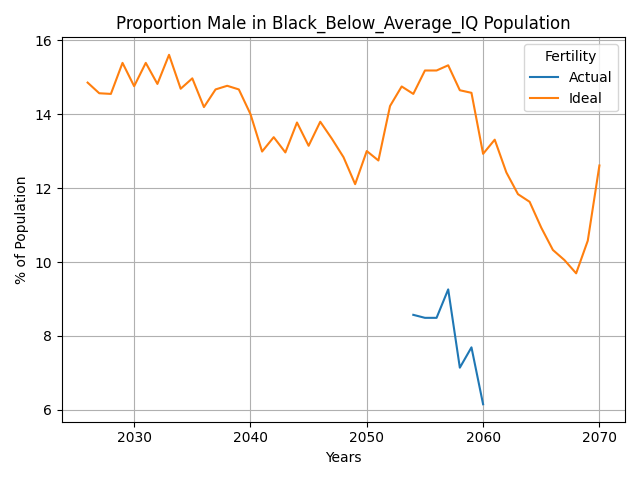 Proportion Male in Black_Below_Average_IQ Population
16
14
12
10
8
6
% of Population
Fertility
Actual
Ideal
2030
2040
2050
2060
2070
Years